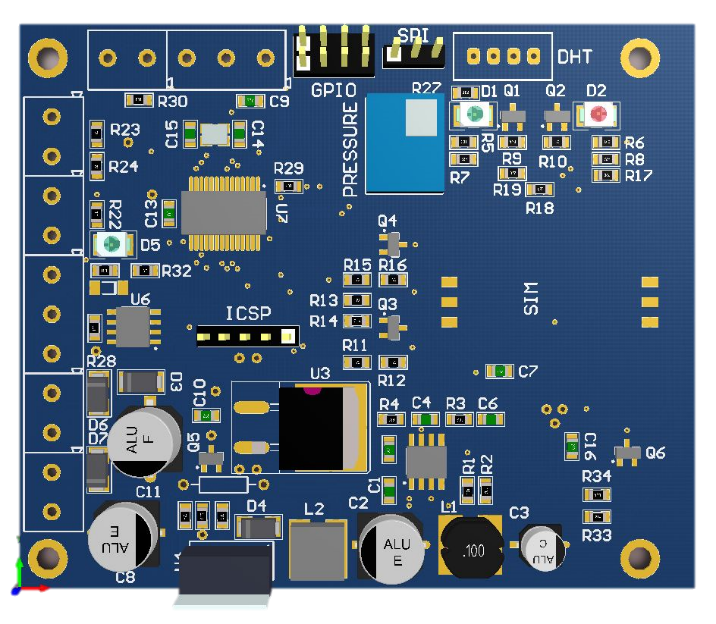 SPI
DHT
GPIO
R27
D1
Q1
Q2
D2
R30
C9
PRESSURE
R23
C15
C14
R5
R6
R9
R10
R8
R24
R7
R17
R29
R19
R18
R22
C13
U7
Q4
D5
R15
R16
R32
SIM
U6
R13
Q3
ICSP
R14
R28
R11
R12
U3
C7
D3
C10
R4
C4
R3
C6
D6
D7
ALU
F
Q5
C16
Q6
R1
R2
R34
C11
C1
D4
L2
C2
L1
C3
R33
ALU
E
ALU
E
.100
ALU
C
C8